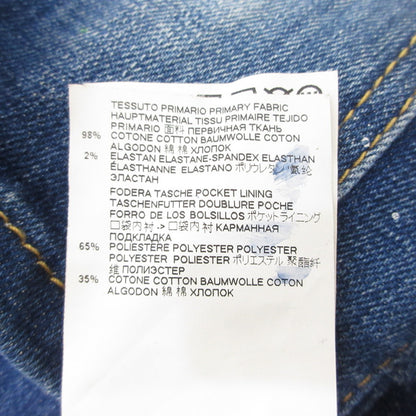 TESSUTO PRIMARIO PRIMARY FABRIC
HAUPTMATERIAL TISSU PRIMAIRE TEJIDO
PRIMARIO 面料 ПЕРВИЧНАЯ ТКАНЬ
98% COTONE COTTON BAUMWOLLE COTON
ALGODON 綿 棉 ХЛОПОК
2% ELASTAN ELASTANE-SPANDEX ELASTHAN
ÉLASTHANNE ELASTANO ポリウレタン 氨纶
ЭЛАСТАН
FODERA TASCHE POCKET LINING
TASCHENFUTTER DOUBLURE POCHE
FORRO DE LOS BOLSILLOS ポケットライニング
口袋内衬 -> 口袋内 衬 КАРМАННАЯ
ПОДКЛАДКА
65% POLIESTERE POLYESTER POLYESTER
POLYESTER POLIESTER ポリエステル 聚酯纤
维 ПОЛИЭСТЕР
35% COTONE COTTON BAUMWOLLE COTON
ALGODON 綿 棉 ХЛОПОК